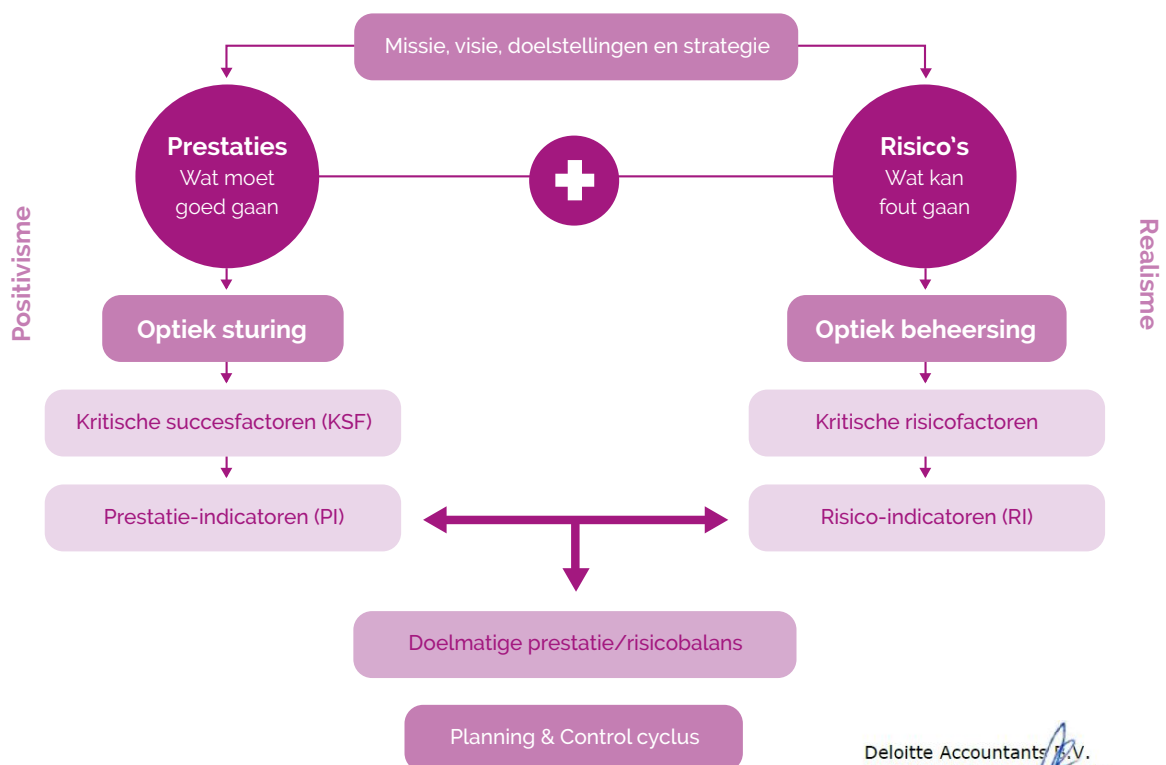 Missie, visie, doelstellingen en strategie
Prestaties
Wat moet
goed gaan
Risico's
Wat kan
fout gaan
Positivisme
Realisme
Optiek sturing
Optiek beheersing
Kritische succesfactoren (KSF)
Kritische risicofactoren
Prestatie-indicatoren (PI)
Risico-indicatoren (RI)
Doelmatige prestatie/risicobalans
Planning & Control cyclus
Deloitte Accountants B.V.